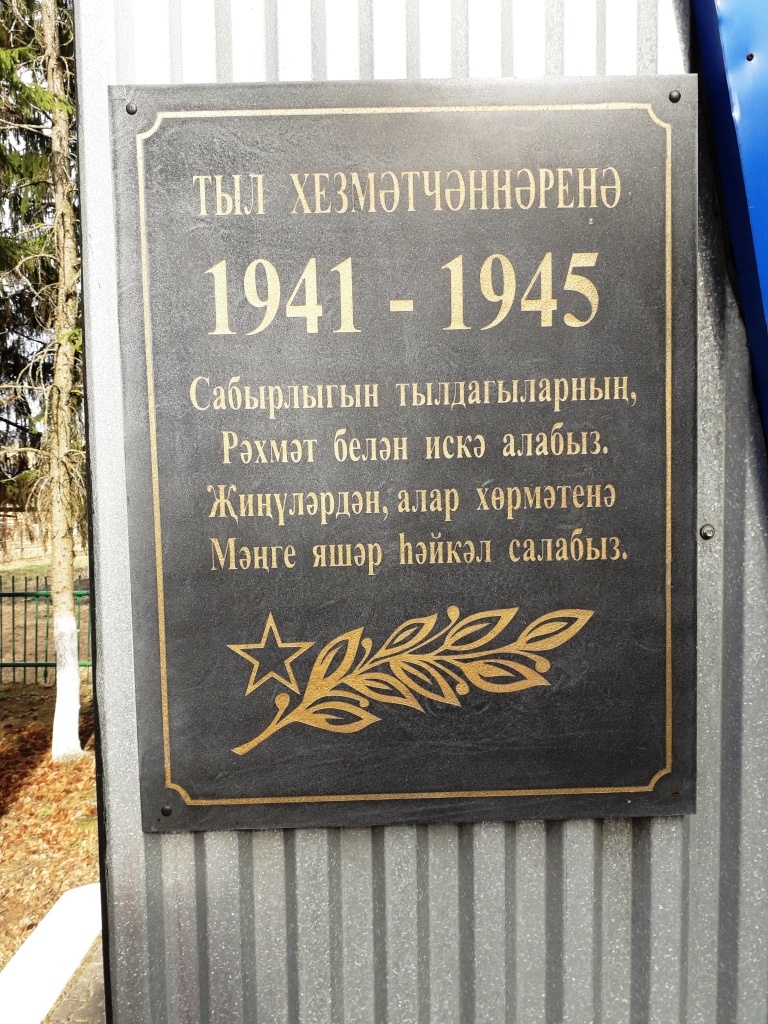 ТЫЛ ХЕЗМӘТЧӘННӘРЕНӘ
1941 - 1945
Сабырлыгын тылдагыларның,
Рәхмәт белән искә алабыз.
Җиңүләрдән, алар хөрмәтенә
Мәңге яшәр һәйкәл салабыз.